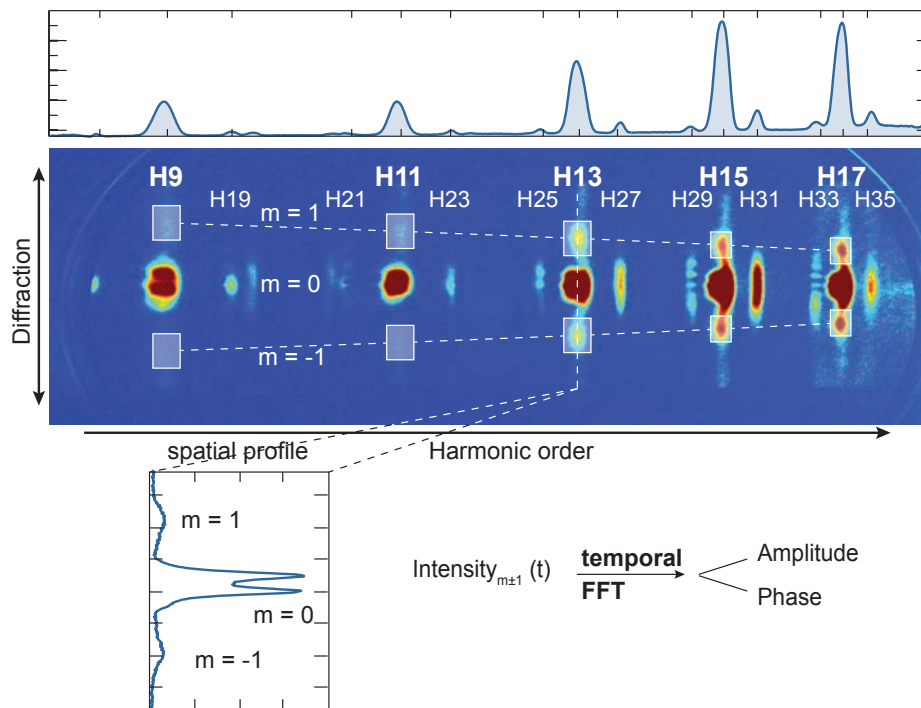 H9 H11 H13 H15 H17
H19 H21 H23 H25 H27 H29 H31 H33 H35
m = 1
m = 0
m = -1
Diffraction
spatial profile
Harmonic order
m = 1
m = 0
m = -1
Intensity m±1 (t)
temporal
FFT
Amplitude
Phase